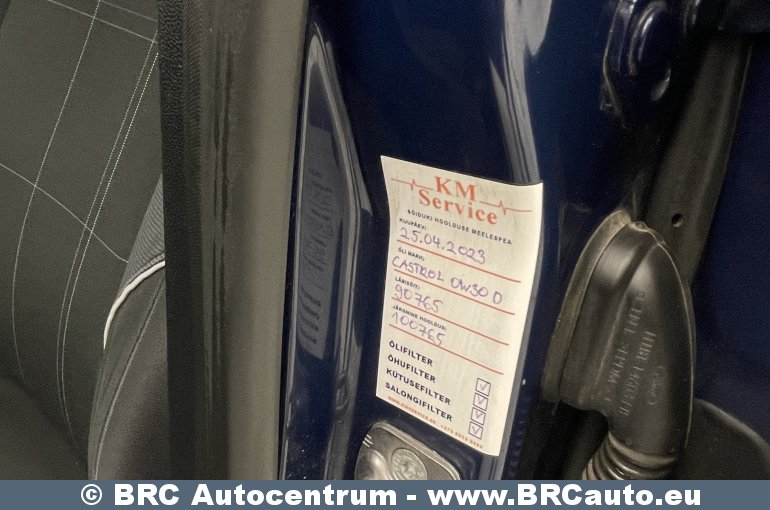 KM
Service
SÕIDUKI HOOLDUSE MEELESPEA
KUUPÄEV:
25.04.2023
ÕLI MARK:
CASTROL 0W30 D
LÄBISÕIT:
90765
JÄRGMINE HOOLDUS:
100765
ÕLIFILTER
ÕHUFILTER
KÜTUSEFILTER
SALONGIFILTER
© BRC Autocentrum - www.BRCauto.eu